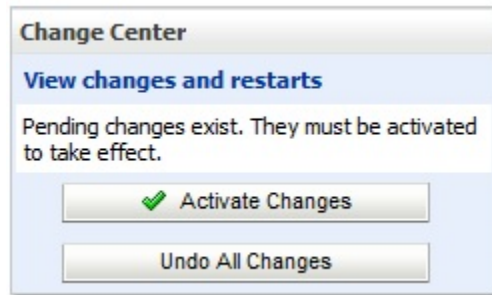 Change Center
View changes and restarts
Pending changes exist. They must be activated
to take effect.
Activate Changes
Undo All Changes